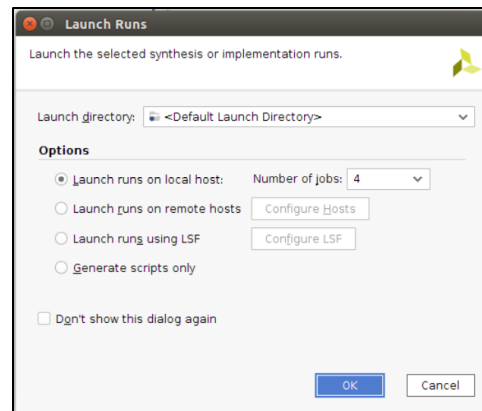 Launch Runs
Launch the selected synthesis or implementation runs.
Launch directory: <Default Launch Directory>
Options
Launch runs on local host: Number of jobs: 4
Launch runs on remote hosts Configure Hosts
Launch runs using LSF Configure LSF
Generate scripts only
Don't show this dialog again
OK Cancel